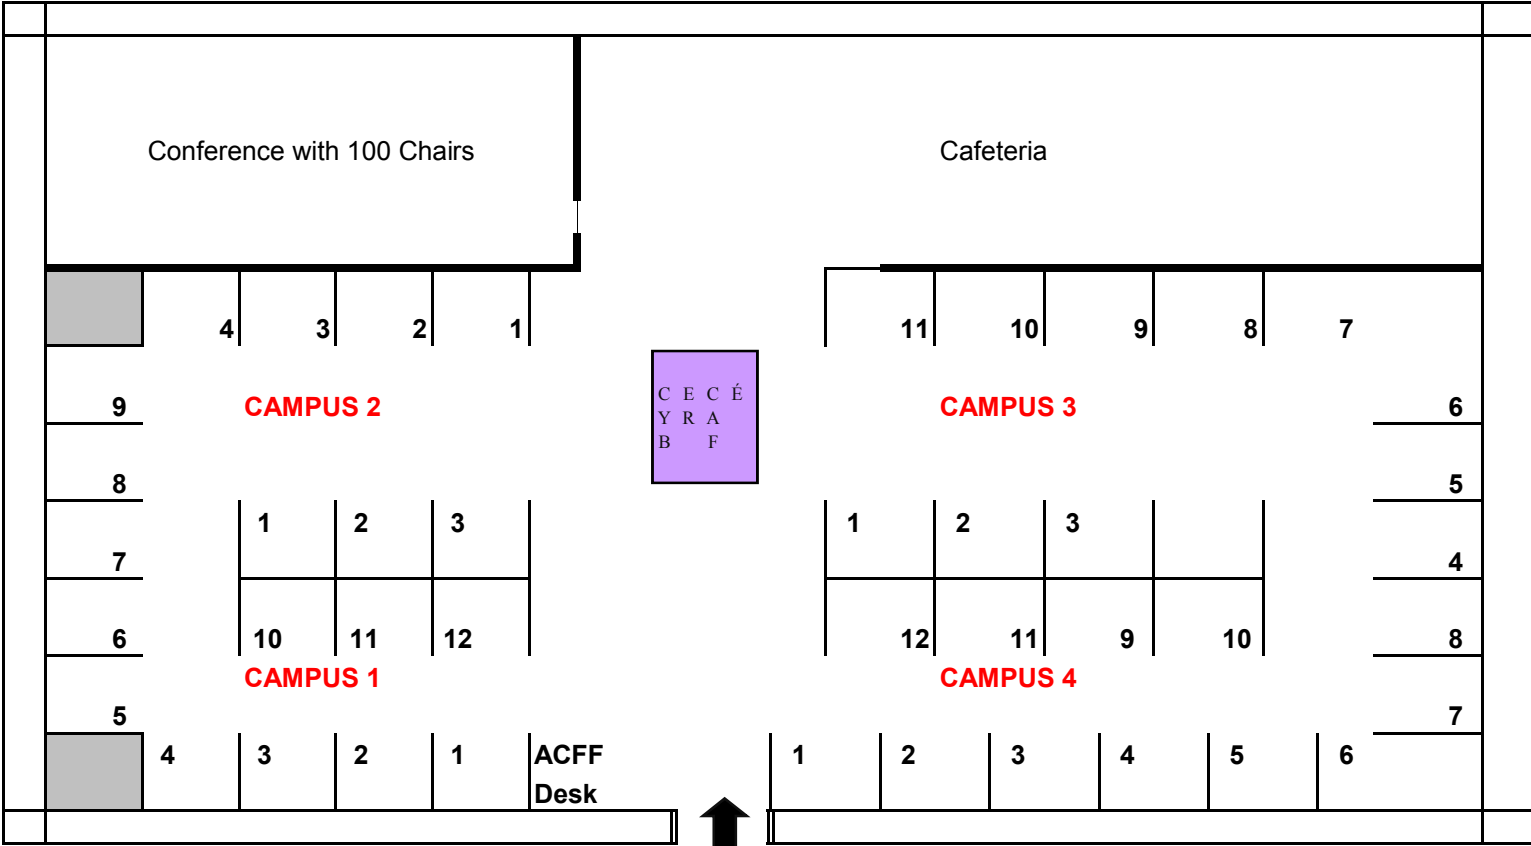 Conference with 100 Chairs Cafeteria
4 3 2 1 11 10 9 8 7
C E C É
9 CAMPUS 2 Y R A CAMPUS 3 6
B F
8 5
1 2 3 1 2 3
7 4
6 10 11 12 12 11 9 10 8
CAMPUS 1 CAMPUS 4
5 7
4 3 2 1 ACFF 1 2 3 4 5 6
Desk